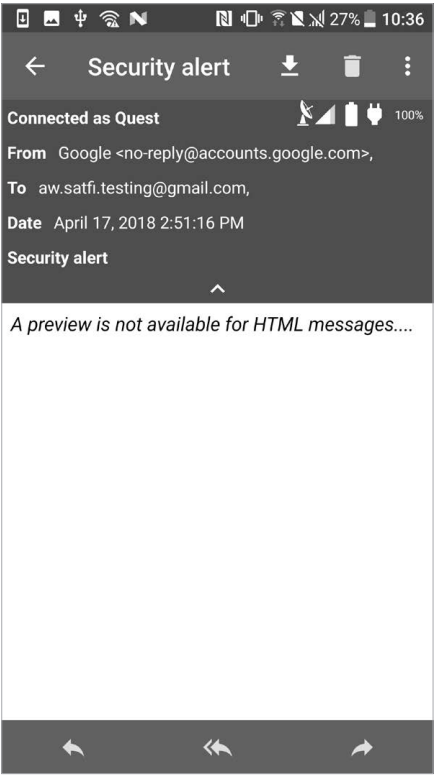 27% 10:36
Security alert
Connected as Quest 100%
From Google <no-reply@accounts.google.com>,
To aw.satfi.testing@gmail.com,
Date April 17, 2018 2:51:16 PM
Security alert
A preview is not available for HTML messages....